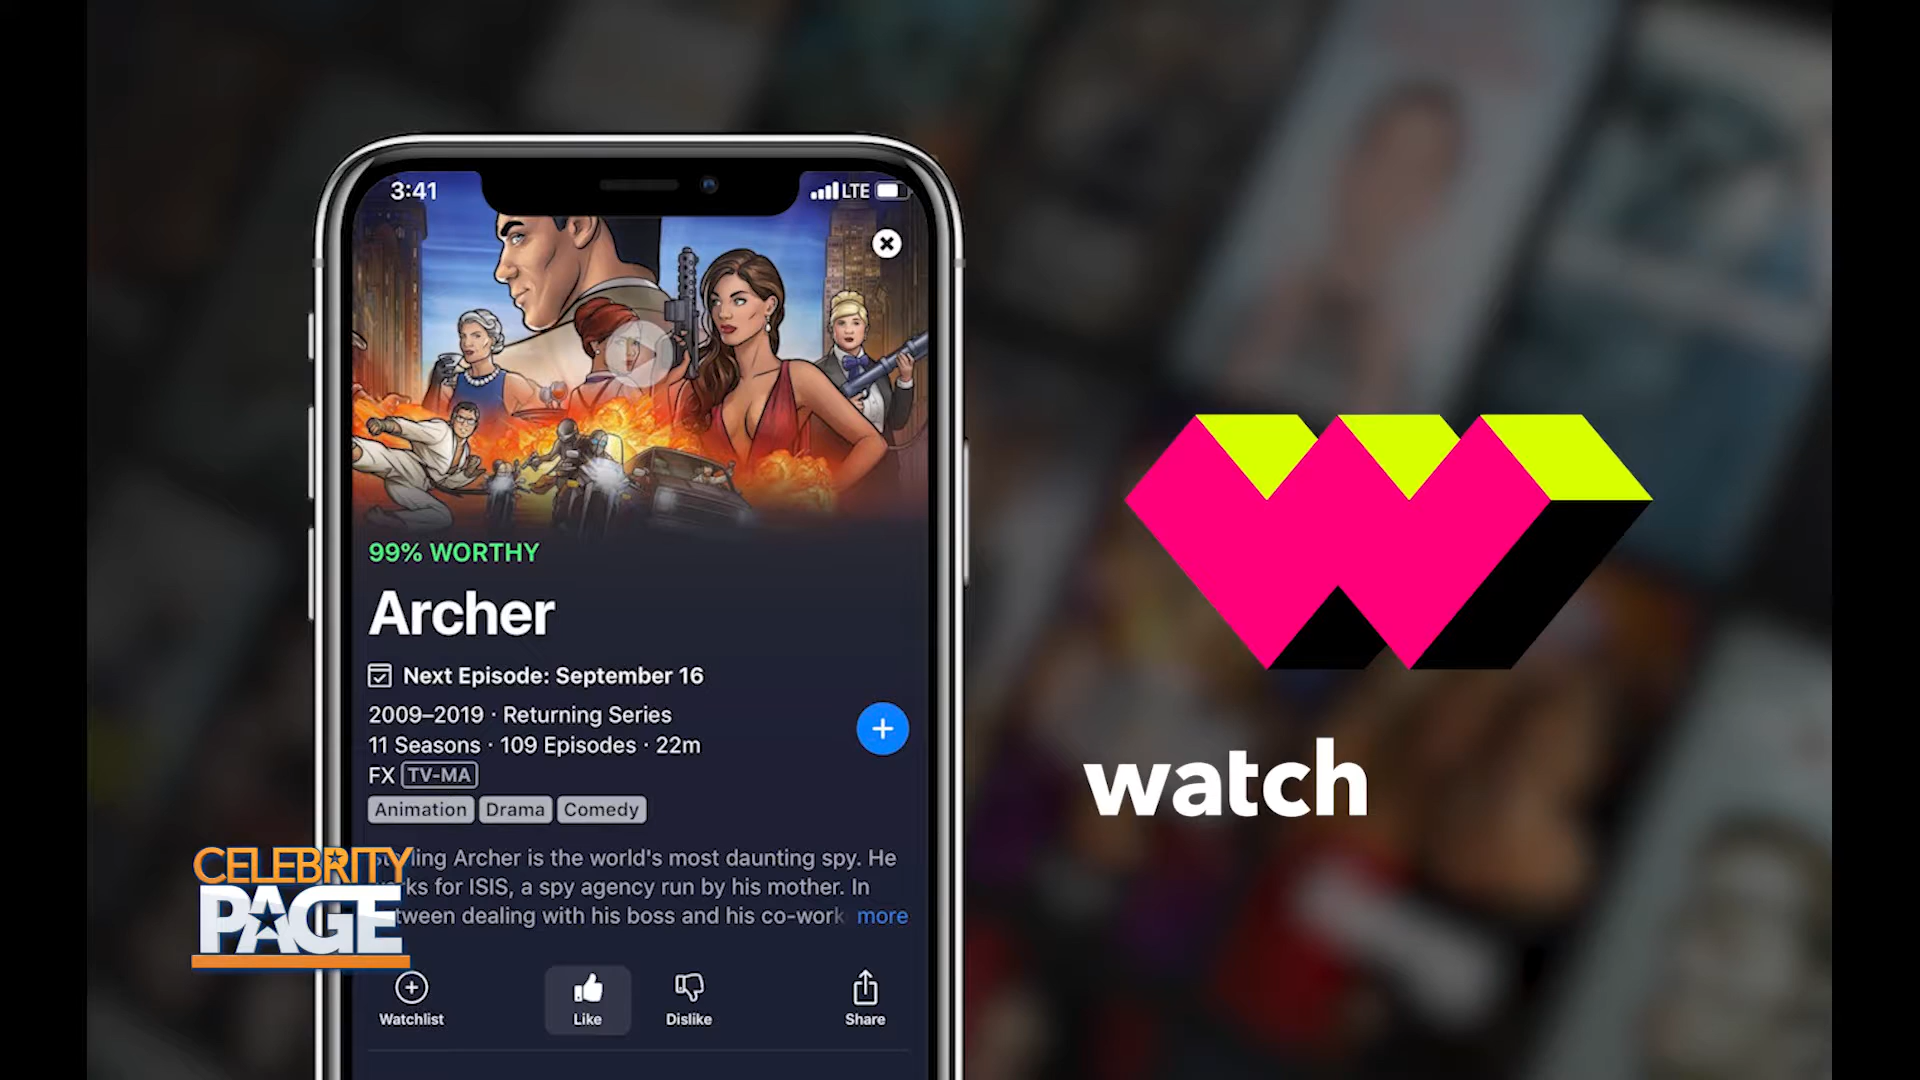 3:41
LTE
99% WORTHY
Archer
Next Episode: September 16
2009–2019 · Returning Series
11 Seasons · 109 Episodes · 22m
FX TV-MA
Animation Drama Comedy
ling Archer is the world's most daunting spy. He
ks for ISIS, a spy agency run by his mother. In
tween dealing with his boss and his co-work more
Watchlist
Like
Dislike
Share
watch
CELEBRITY
PAGE